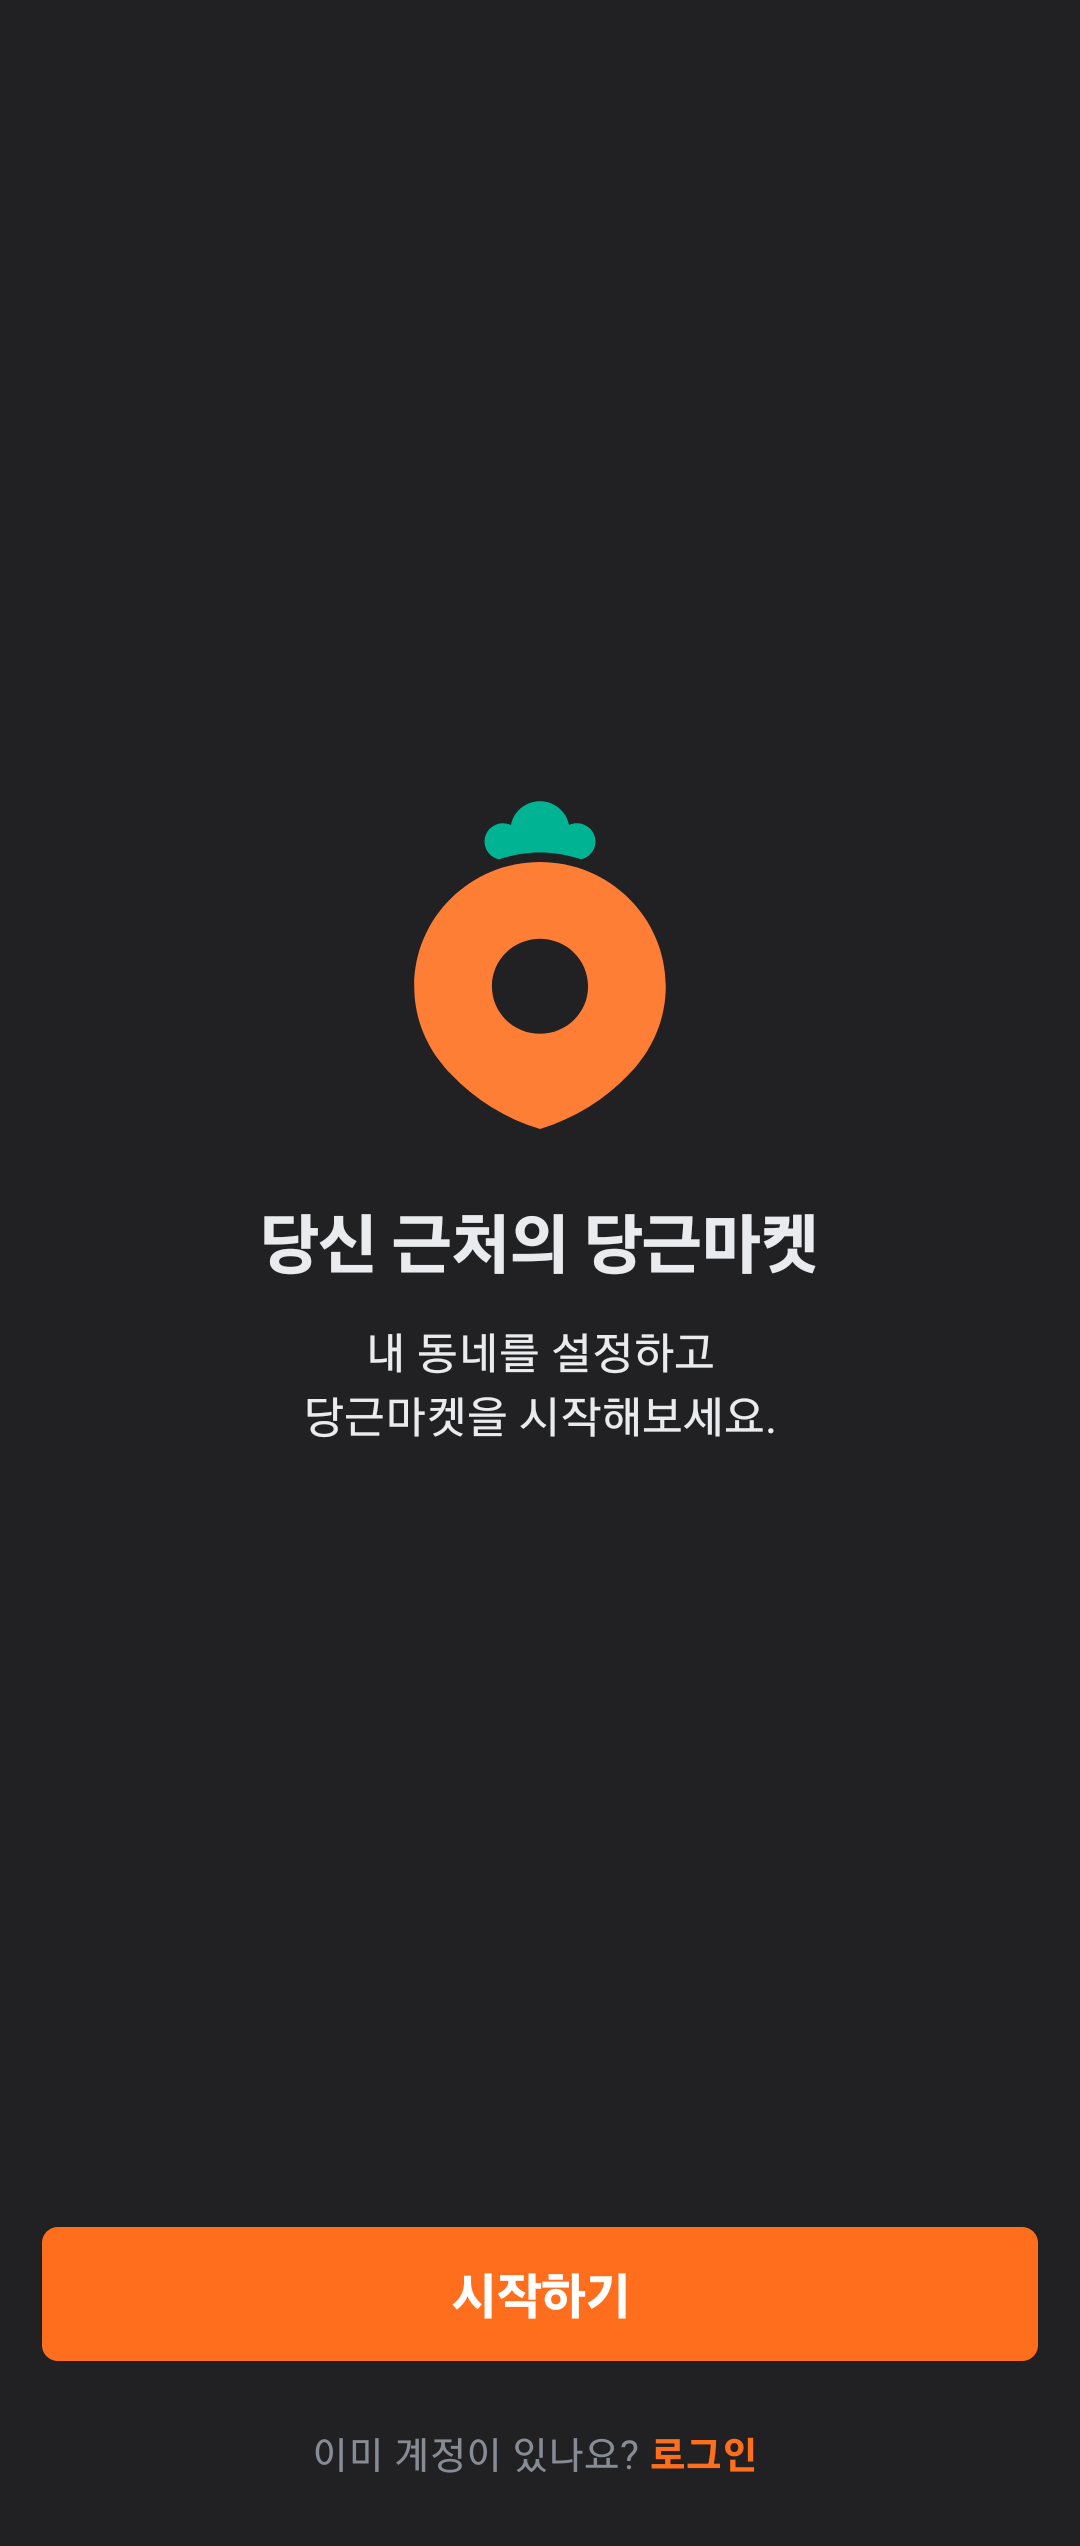 당신 근처의 당근마켓
내 동네를 설정하고
당근마켓을 시작해보세요.
시작하기
이미 계정이 있나요? 로그인